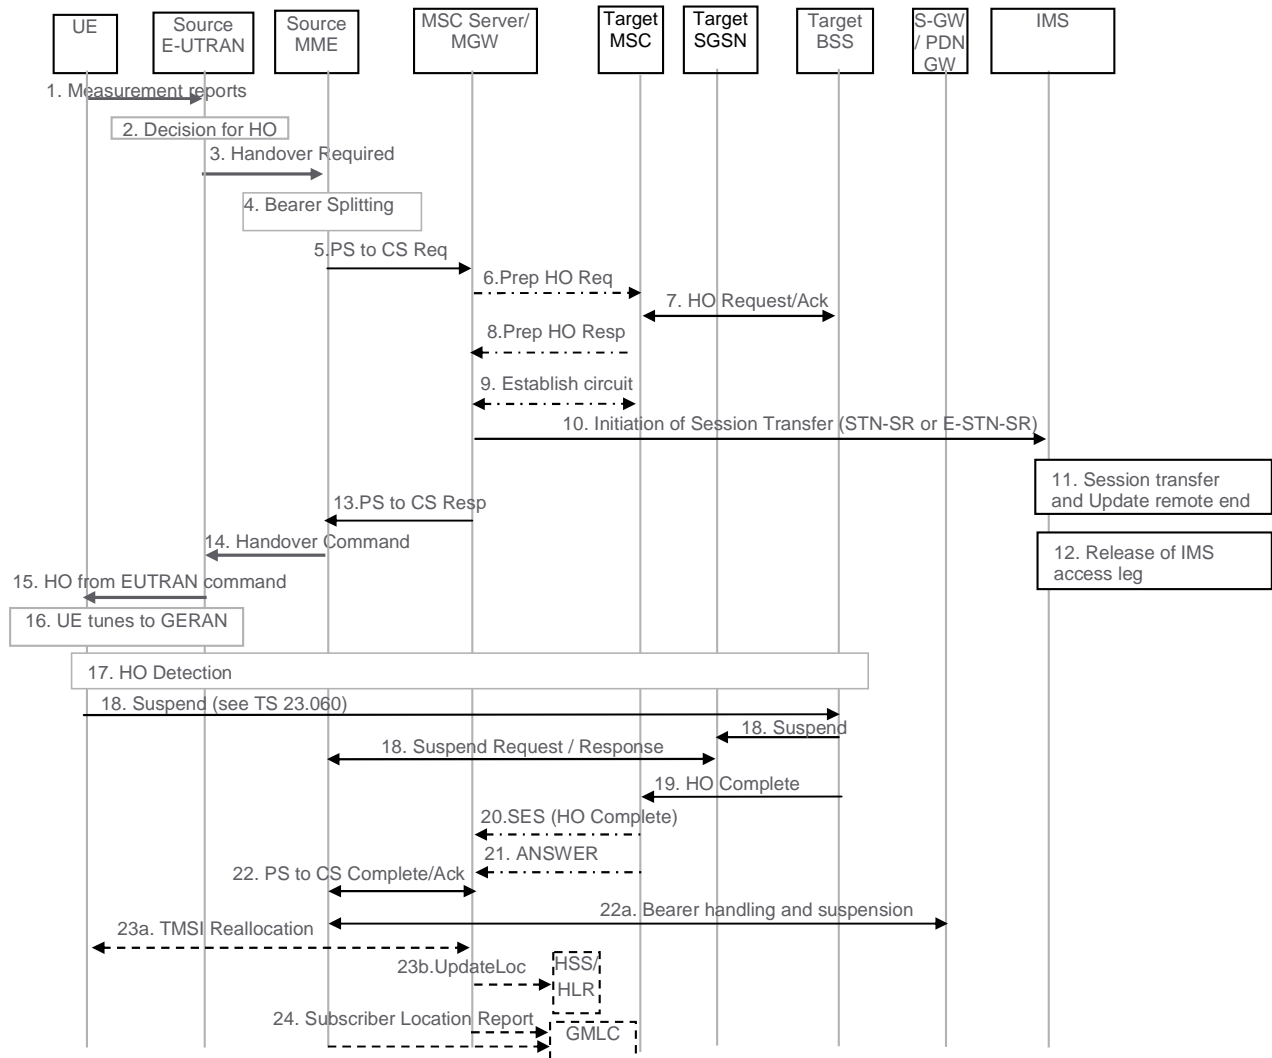 UE
Source
E-UTRAN
Source
MME
MSC Server/
MGW
Target
MSC
Target
SGSN
Target
BSS
S-GW
/ PDN
GW
IMS
1. Measurement reports
2. Decision for HO
3. Handover Required
4. Bearer Splitting
5.PS to CS Req
6.Prep HO Req
7. HO Request/Ack
8.Prep HO Resp
9. Establish circuit
10. Initiation of Session Transfer (STN-SR or E-STN-SR)
11. Session transfer
and Update remote end
13.PS to CS Resp
14. Handover Command
12. Release of IMS
access leg
15. HO from EUTRAN command
16. UE tunes to GERAN
17. HO Detection
18. Suspend (see TS 23.060)
18. Suspend
18. Suspend Request / Response
19. HO Complete
20.SES (HO Complete)
21. ANSWER
22. PS to CS Complete/Ack
22a. Bearer handling and suspension
23a. TMSI Reallocation
23b.UpdateLoc
HSS/
HLR
24. Subscriber Location Report
GMLC